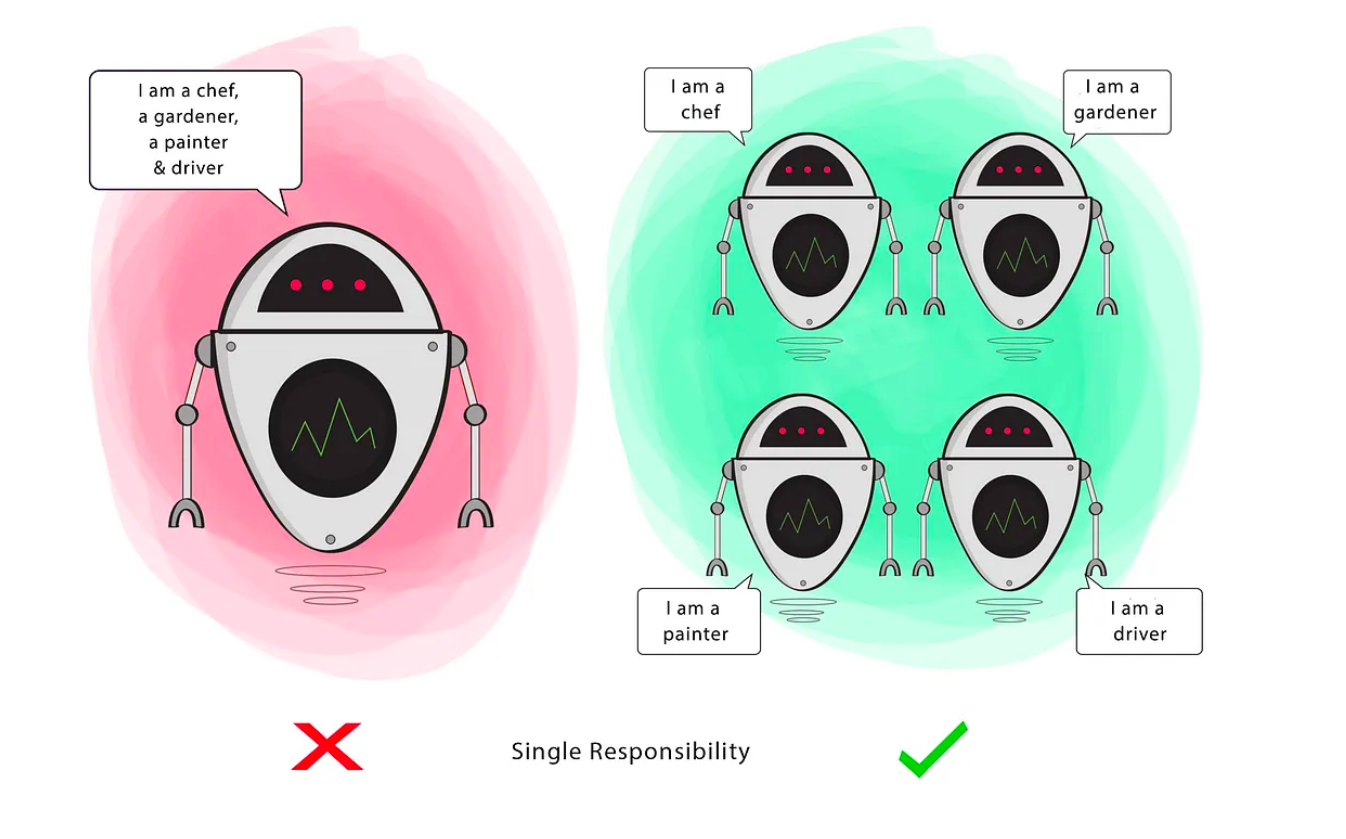 I am a chef,
a gardener,
a painter
& driver
I am a
chef
I am a
gardener
I am a
painter
I am a
driver
Single Responsibility